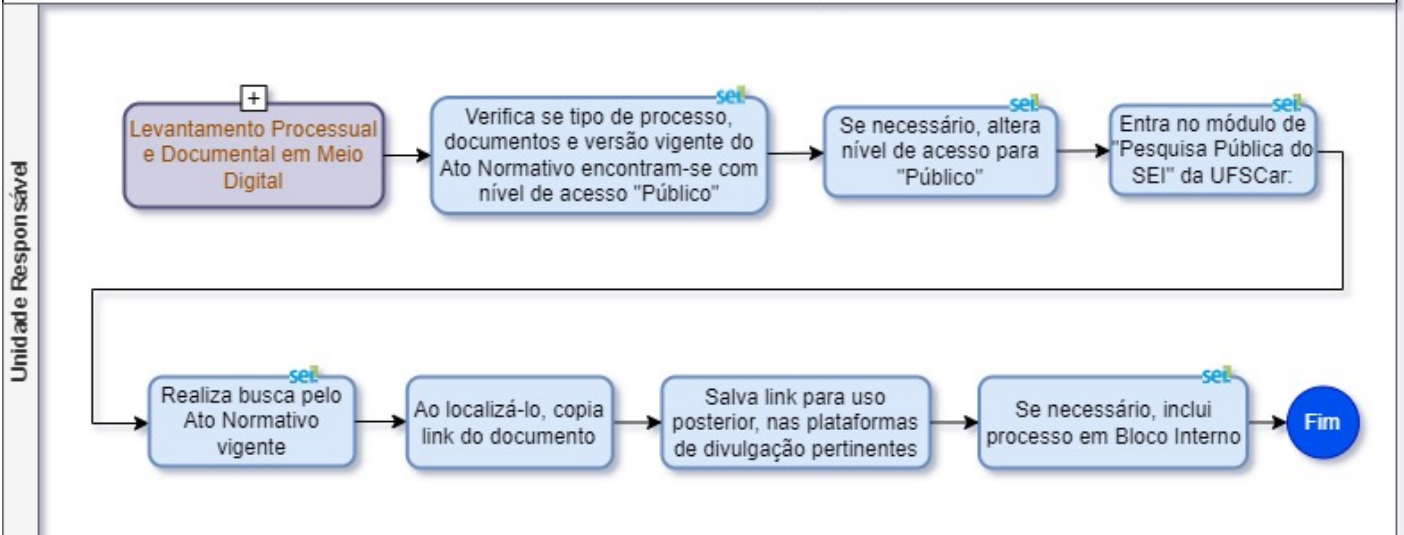 Unidade Responsável
+
Levantamento Processual
e Documental em Meio
Digital
sei!
Verifica se tipo de processo,
documentos e versão vigente do
Ato Normativo encontram-se com
nível de acesso "Público"
sei!
Se necessário, altera
nível de acesso para
"Público"
sei!
Entra no módulo de
"Pesquisa Pública do
SEI" da UFSCar:
sei!
Realiza busca pelo
Ato Normativo
vigente
Ao localizá-lo, copia
link do documento
Salva link para uso
posterior, nas plataformas
de divulgação pertinentes
sei!
Se necessário, inclui
processo em Bloco Interno
Fim